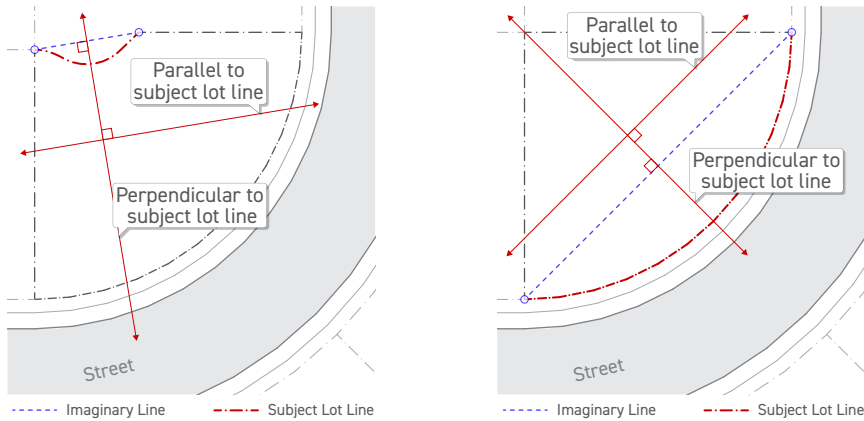 Parallel to
subject lot line
Perpendicular to
subject lot line
Street
Imaginary Line
Subject Lot Line
Parallel to
subject lot line
Perpendicular to
subject lot line
Street
Imaginary Line
Subject Lot Line